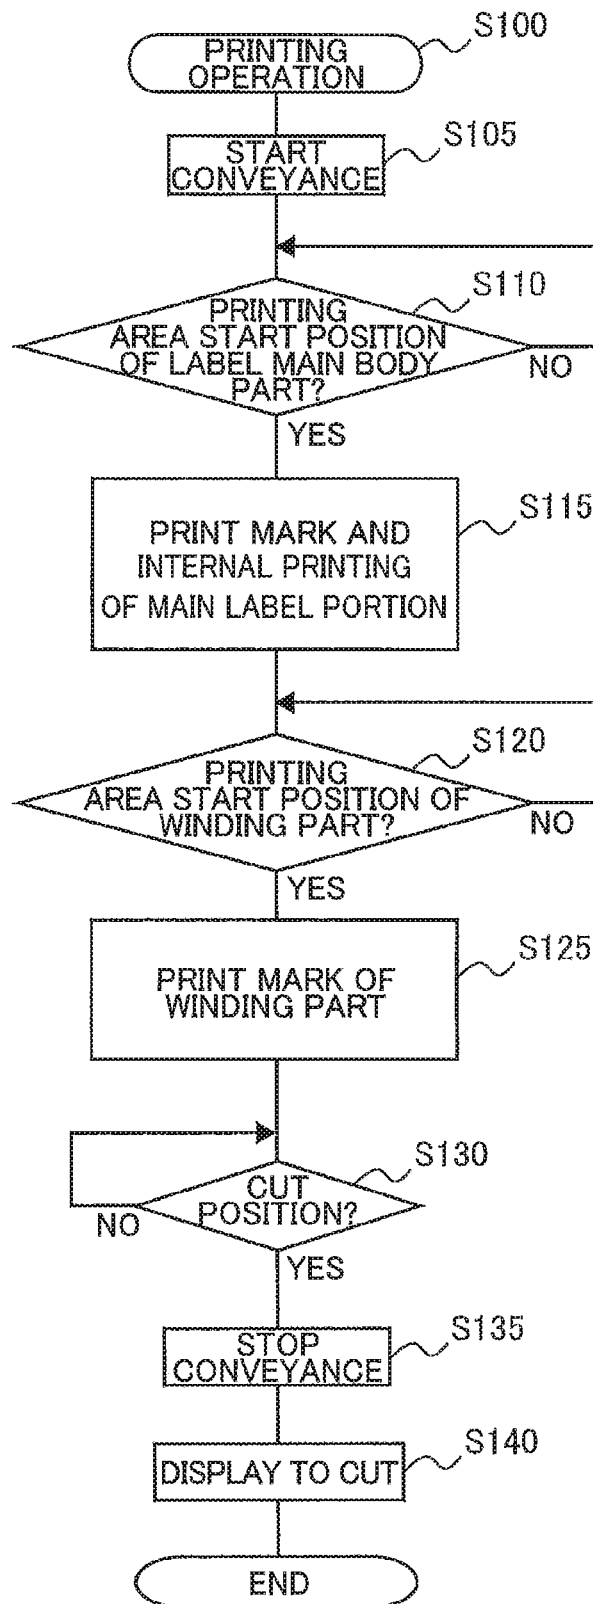 S100
PRINTING
OPERATION
S105
START
CONVEYANCE
S110
PRINTING
AREA START POSITION
OF LABEL MAIN BODY
PART?
NO
YES
S115
PRINT MARK AND
INTERNAL PRINTING
OF MAIN LABEL PORTION
S120
PRINTING
AREA START POSITION OF
WINDING PART?
NO
YES
S125
PRINT MARK OF
WINDING PART
S130
CUT
POSITION?
NO
YES
S135
STOP
CONVEYANCE
S140
DISPLAY TO CUT
END